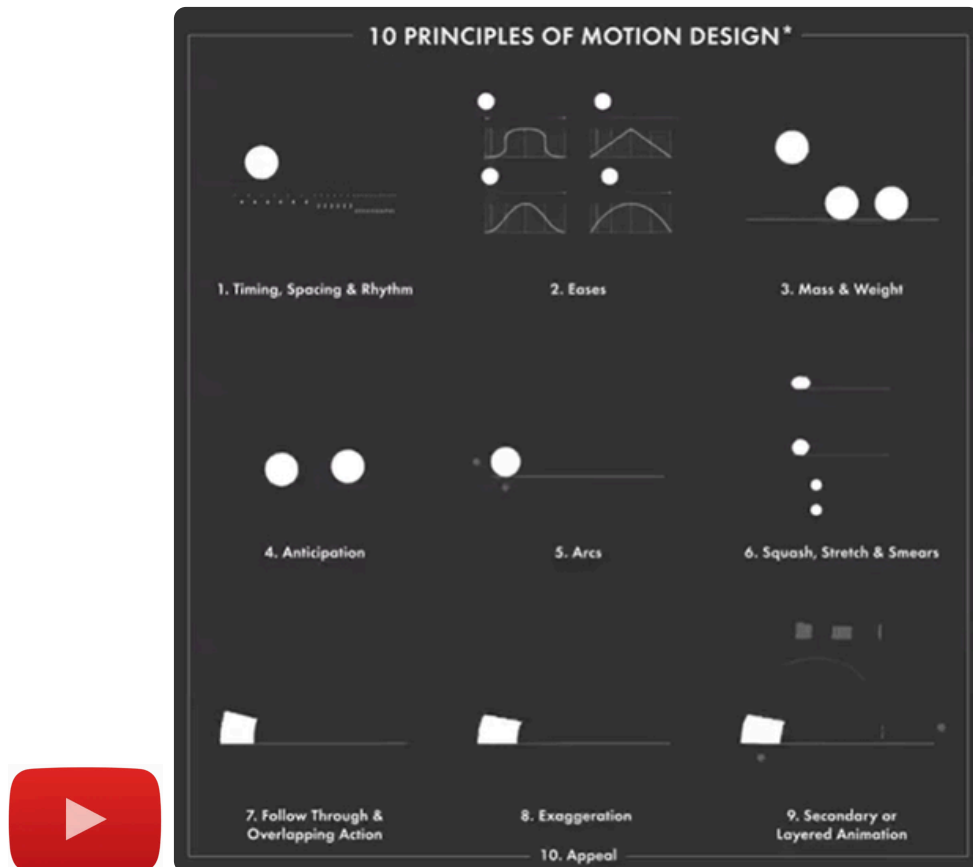 10 PRINCIPLES OF MOTION DESIGN*
1. Timing, Spacing & Rhythm
2. Eases
3. Mass & Weight
4. Anticipation
5. Arcs
6. Squash, Stretch & Smears
7. Follow Through &
Overlapping Action
8. Exaggeration
9. Secondary or
Layered Animation
10. Appeal